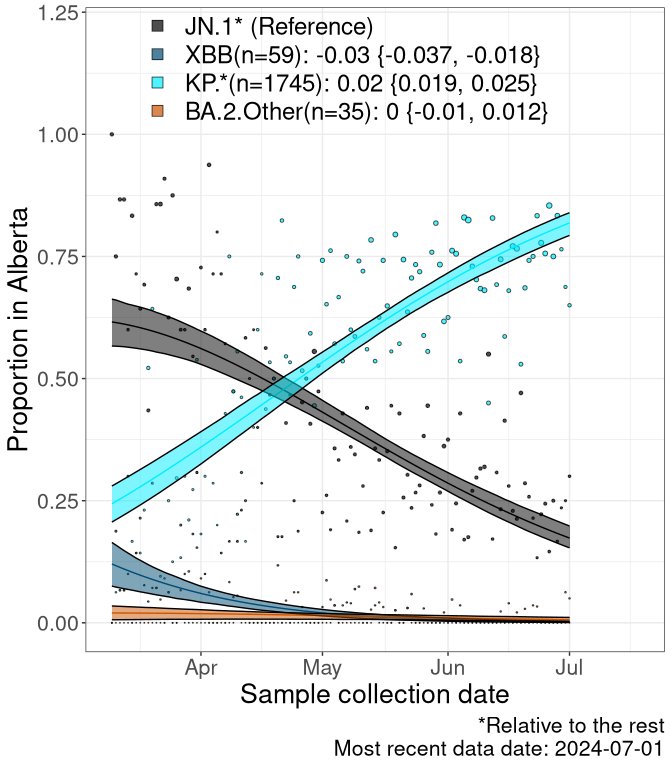 JN.1* (Reference)
XBB(n=59): -0.03 {-0.037, -0.018}
KP.*(n=1745): 0.02 {0.019, 0.025}
BA.2.Other(n=35): 0 {-0.01, 0.012}
1.25
1.00
0.75
0.50
0.25
0.00
Proportion in Alberta
Apr May Jun Jul
Sample collection date
*Relative to the rest
Most recent data date: 2024-07-01